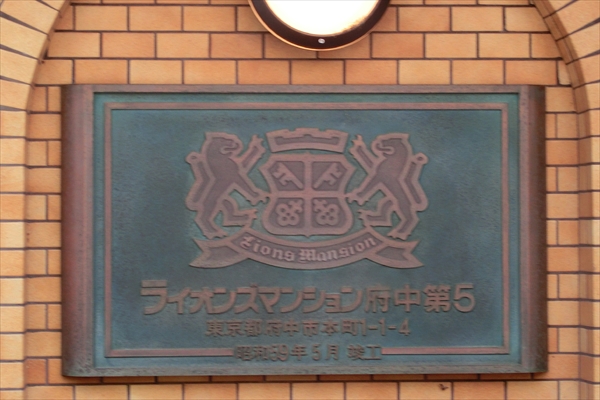 Lions Mansion
ライオンズマンション府中第5
東京都府中市本町1-1-4
昭和59年5月 竣工